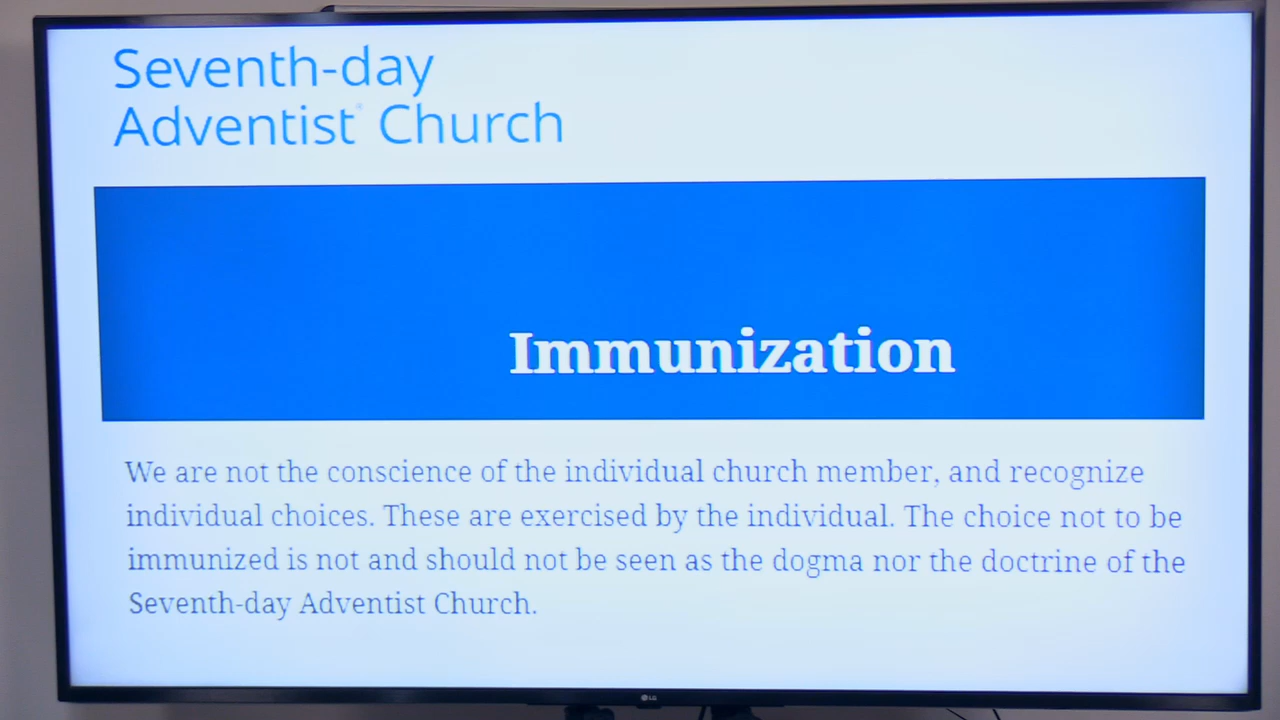 Seventh-day
Adventist® Church
Immunization
We are not the conscience of the individual church member, and recognize
individual choices. These are exercised by the individual. The choice not to be
immunized is not and should not be seen as the dogma nor the doctrine of the
Seventh-day Adventist Church.
LG